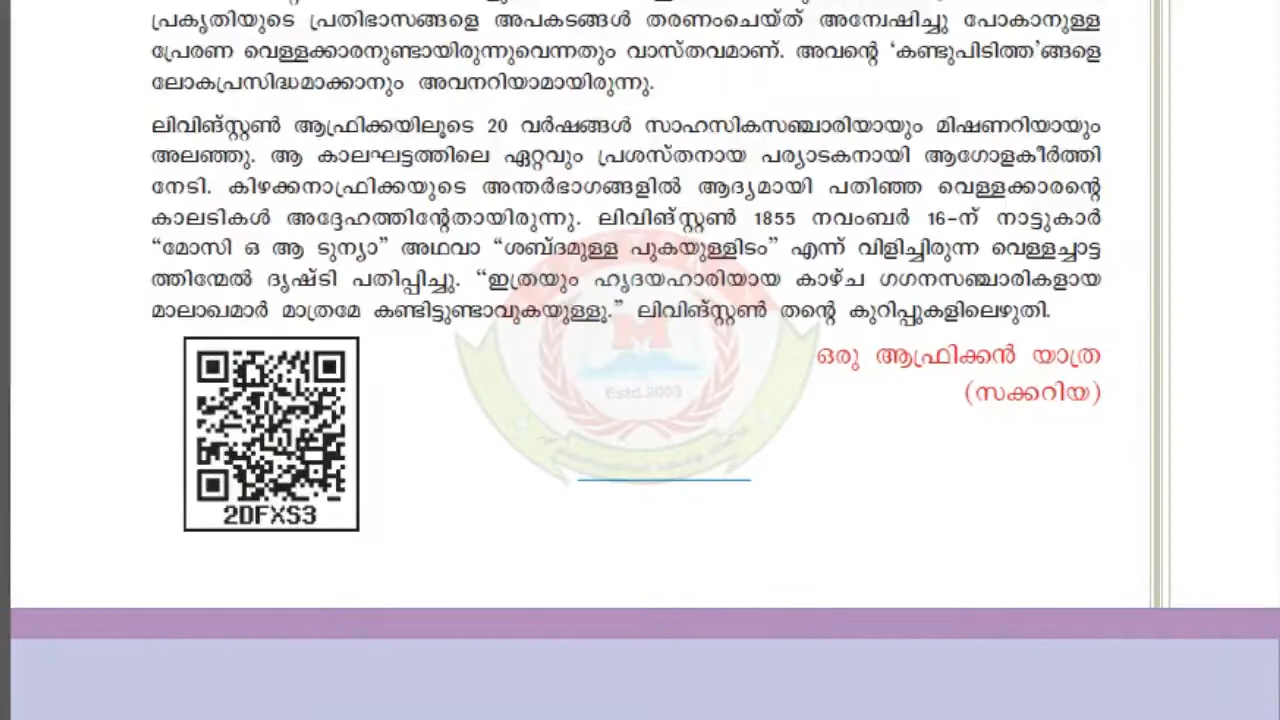 പ്രകൃതിയുടെ പ്രതിഭാസങ്ങളെ അപകടങ്ങൾ തരണംചെയ്ത് അന്വേഷിച്ചു പോകാനുള്ള
പ്രേരണ വെള്ളക്കാരനുണ്ടായിരുന്നുവെന്നതും വാസ്തവമാണ്. അവന്റെ ‘കണ്ടുപിടിത്ത’ങ്ങളെ
ലോകപ്രസിദ്ധമാക്കാനും അവനറിയാമായിരുന്നു.
ലിവിങ്സ്റ്റൺ ആഫ്രിക്കയിലൂടെ 20 വർഷങ്ങൾ സാഹസികസഞ്ചാരിയായും മിഷണറിയായും
അലഞ്ഞു. ആ കാലഘട്ടത്തിലെ ഏറ്റവും പ്രശസ്തനായ പര്യാടകനായി ആഗോളകീർത്തി
നേടി. കിഴക്കനാഫ്രിക്കയുടെ അന്തർഭാഗങ്ങളിൽ ആദ്യമായി പതിഞ്ഞ വെള്ളക്കാരന്റെ
കാലടികൾ അദ്ദേഹത്തിന്റേതായിരുന്നു. ലിവിങ്സ്റ്റൺ 1855 നവംബർ 16-ന് നാട്ടുകാർ
“മോസി ഒ ആ ടുന്യാ” അഥവാ “ശബ്ദമുള്ള പുകയുള്ളിടം” എന്ന് വിളിച്ചിരുന്ന വെള്ളച്ചാട്ട
ത്തിന്മേൽ ദൃഷ്ടി പതിപ്പിച്ചു. “ഇത്രയും ഹൃദയഹാരിയായ കാഴ്ച ഗഗനസഞ്ചാരികളായ
മാലാഖമാർ മാത്രമേ കണ്ടിട്ടുണ്ടാവുകയുള്ളു.” ലിവിങ്സ്റ്റൺ തന്റെ കുറിപ്പുകളിലെഴുതി.
ഒരു ആഫ്രിക്കൻ യാത്ര
(സക്കറിയ)
Estd.2003
2DFXS3